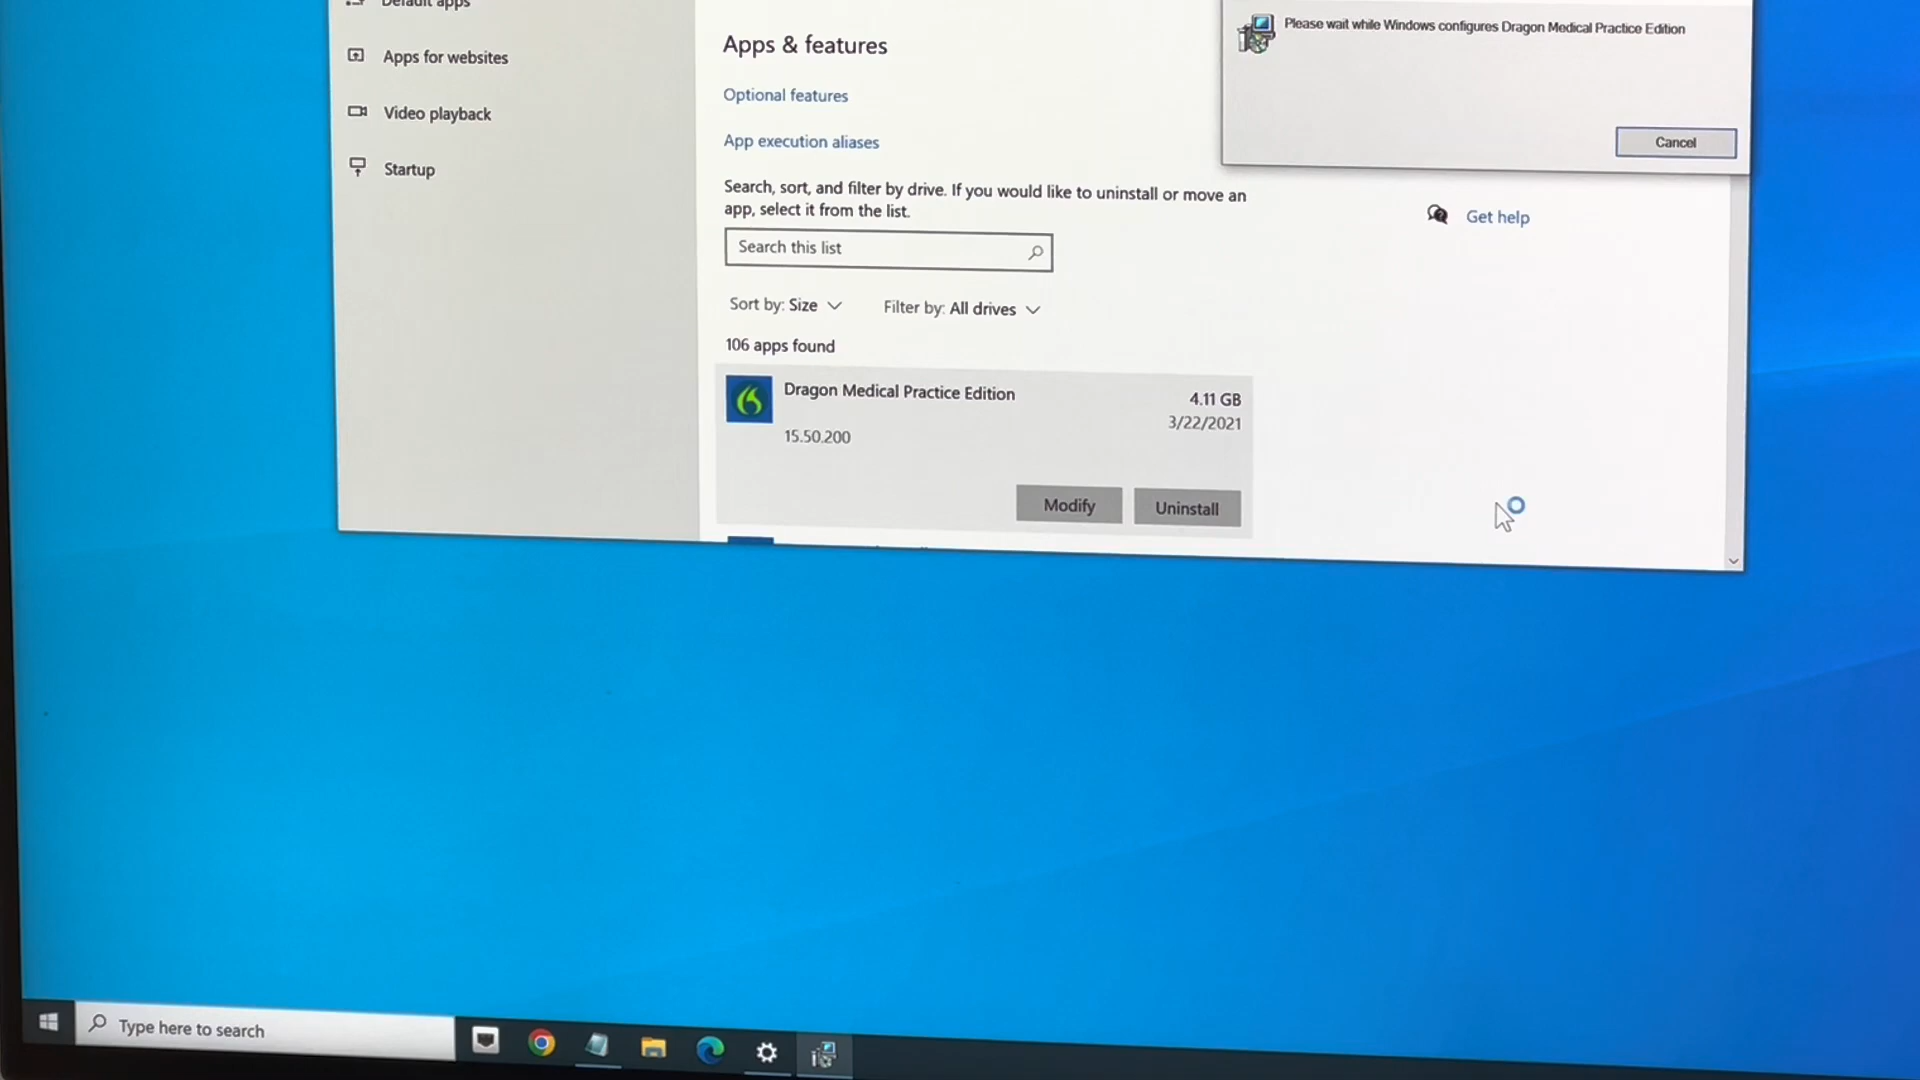 Default apps
Apps for websites
Video playback
Startup
Apps & features
Optional features
App execution aliases
Search, sort, and filter by drive. If you would like to uninstall or move an
app, select it from the list.
Search this list
Sort by: Size
Filter by: All drives
106 apps found
Dragon Medical Practice Edition
4.11 GB
3/22/2021
15.50.200
Modify
Uninstall
Please wait while Windows configures Dragon Medical Practice Edition
Cancel
Get help
Type here to search